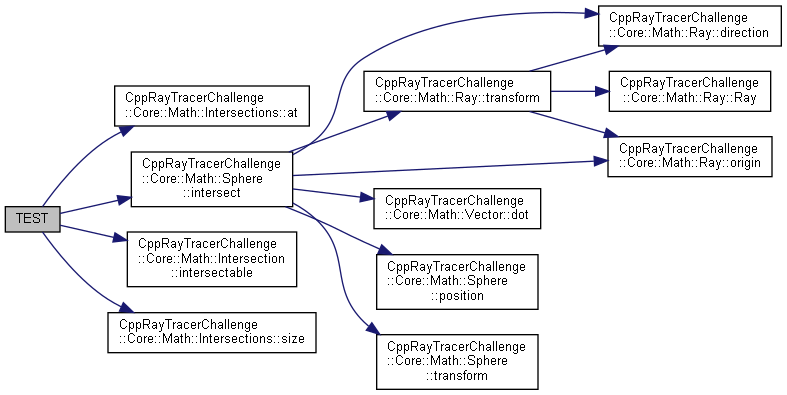 TEST
CppRayTracerChallenge
::Core::Math::Intersections::at
CppRayTracerChallenge
::Core::Math::Sphere
::intersect
CppRayTracerChallenge
::Core::Math::Intersection
::intersectable
CppRayTracerChallenge
::Core::Math::Intersections::size
CppRayTracerChallenge
::Core::Math::Ray::transform
CppRayTracerChallenge
::Core::Math::Vector::dot
CppRayTracerChallenge
::Core::Math::Sphere
::position
CppRayTracerChallenge
::Core::Math::Sphere
::transform
CppRayTracerChallenge
::Core::Math::Ray::direction
CppRayTracerChallenge
::Core::Math::Ray::Ray
CppRayTracerChallenge
::Core::Math::Ray::origin